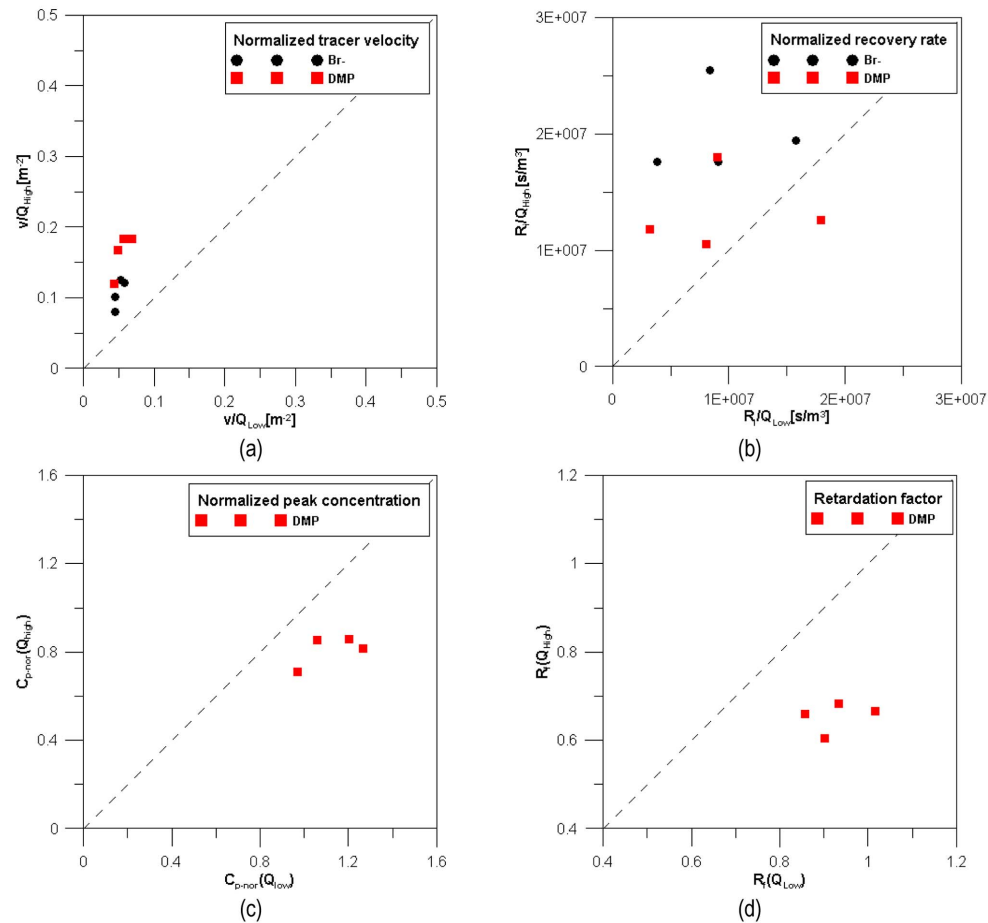 0.5
0.4
0.3
0.2
0.1
0
v/Q_High[m⁻²]
Normalized tracer velocity
Br-
DMP
0 0.1 0.2 0.3 0.4 0.5
v/Q_Low[m⁻²]
(a)
3E+007
2E+007
1E+007
0
R_f/Q_High[s/m³]
Normalized recovery rate
Br-
DMP
0 1E+007 2E+007 3E+007
R_f/Q_Low[s/m³]
(b)
1.6
1.2
0.8
0.4
0
C_p-nor(Q_high)
Normalized peak concentration
DMP
0 0.4 0.8 1.2 1.6
C_p-nor(Q_low)
(c)
1.2
1
0.8
0.6
0.4
R_f(Q_High)
Retardation factor
DMP
0.4 0.6 0.8 1 1.2
R_f(Q_Low)
(d)